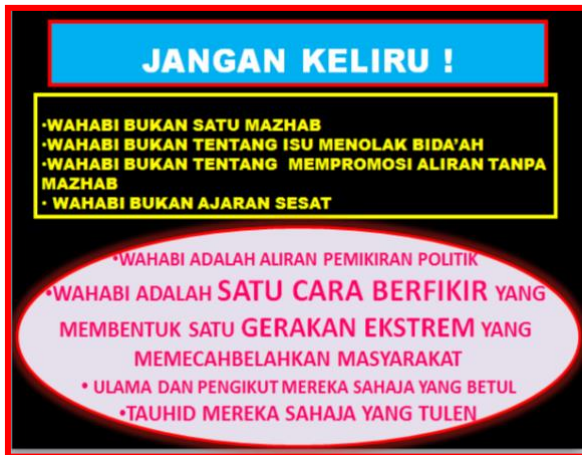 JANGAN KELIRU !
•WAHABI BUKAN SATU MAZHAB
•WAHABI BUKAN TENTANG ISU MENOLAK BIDA'AH
•WAHABI BUKAN TENTANG MEMPROMOSI ALIRAN TANPA
MAZHAB
• WAHABI BUKAN AJARAN SESAT
•WAHABI ADALAH ALIRAN PEMIKIRAN POLITIK
•WAHABI ADALAH SATU CARA BERFIKIR YANG
MEMBENTUK SATU GERAKAN EKSTREM YANG
MEMECAHBELAHKAN MASYARAKAT
• ULAMA DAN PENGIKUT MEREKA SAHAJA YANG BETUL
•TAUHID MEREKA SAHAJA YANG TULEN